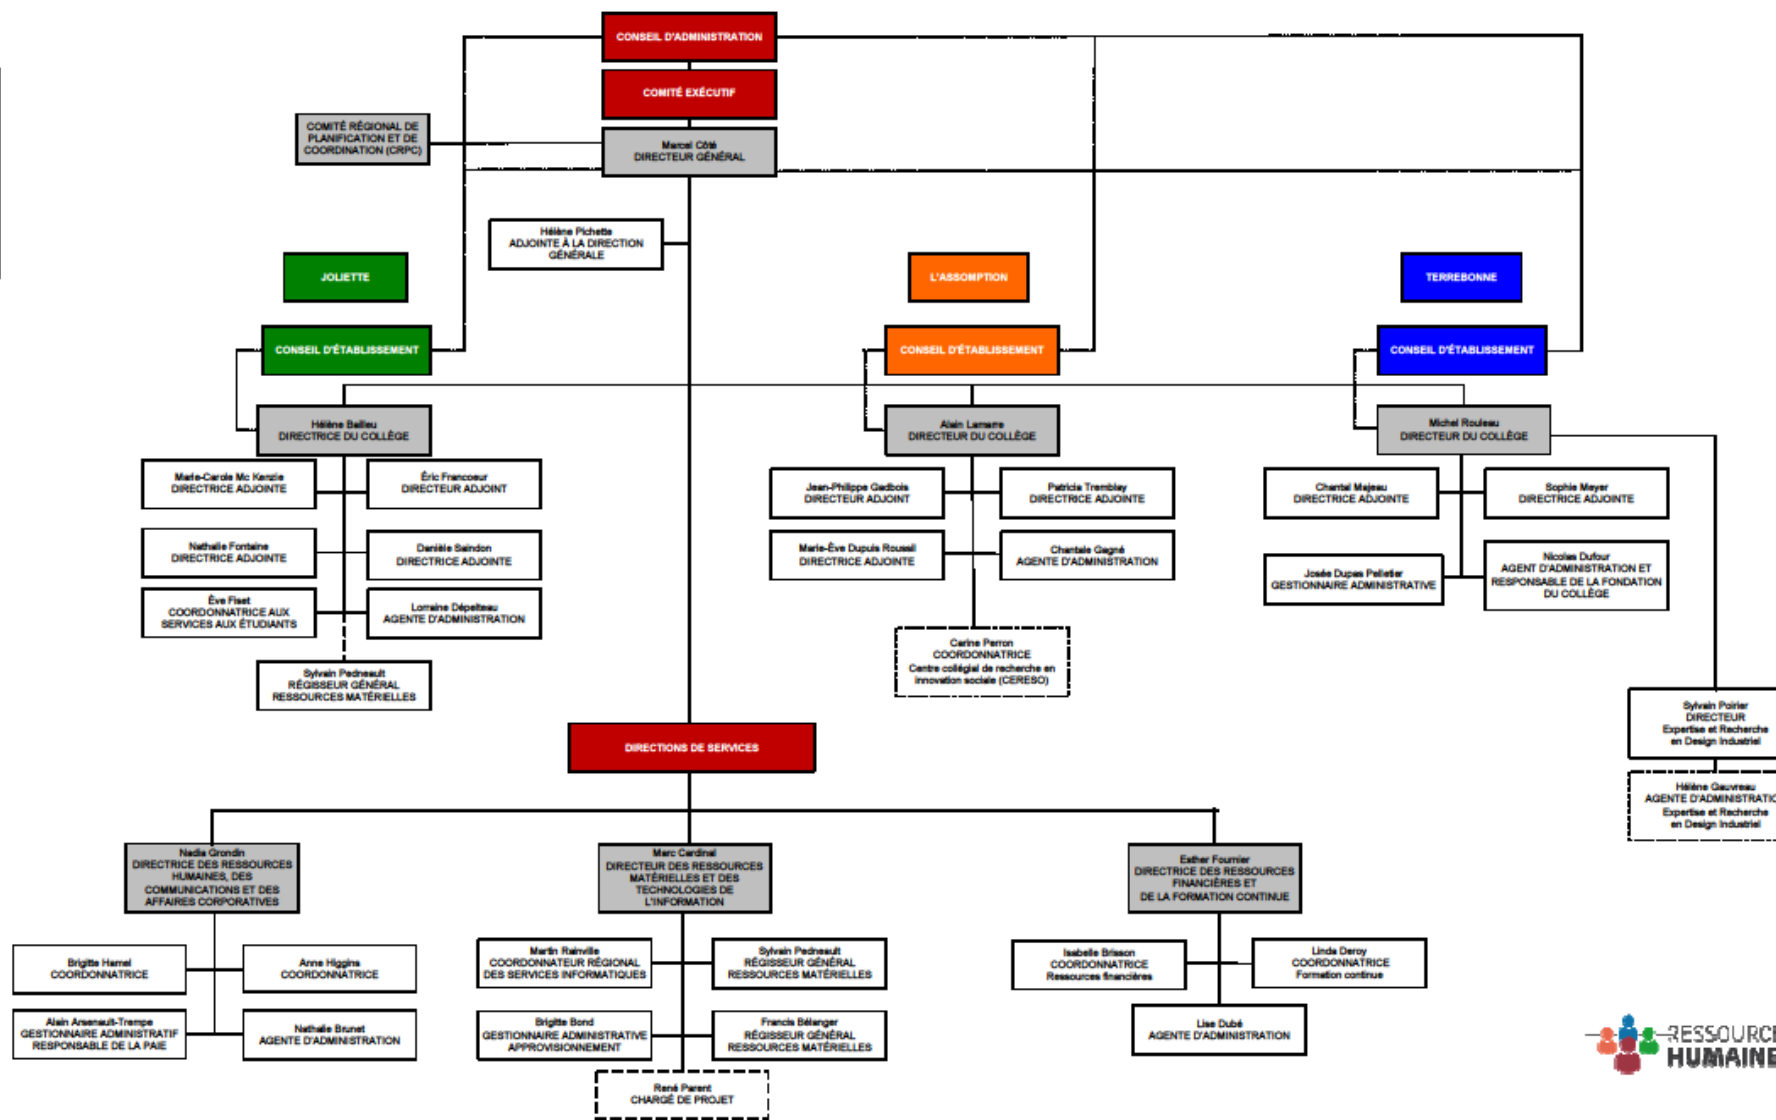 CONSEIL D'ADMINISTRATION
COMITÉ EXÉCUTIF
COMITÉ RÉGIONAL DE
PLANIFICATION ET DE
COORDINATION (CRPC)
Marcel Côté
DIRECTEUR GÉNÉRAL
Hélène Pichette
ADJOINTE À LA DIRECTION
GÉNÉRALE
JOLIETTE
L'ASSOMPTION
TERREBONNE
CONSEIL D'ÉTABLISSEMENT
CONSEIL D'ÉTABLISSEMENT
CONSEIL D'ÉTABLISSEMENT
Hélène Bailleu
DIRECTRICE DU COLLÈGE
Alain Lamarre
DIRECTEUR DU COLLÈGE
Michel Rouleau
DIRECTEUR DU COLLÈGE
Marie-Carole Mc Kenzie
DIRECTRICE ADJOINTE
Éric Francoeur
DIRECTEUR ADJOINT
Nathalie Fontaine
DIRECTRICE ADJOINTE
Danièle Saindon
DIRECTRICE ADJOINTE
Ève Fiset
COORDONNATRICE AUX
SERVICES AUX ÉTUDIANTS
Lorraine Dépelteau
AGENTE D'ADMINISTRATION
Sylvain Pedneault
RÉGISSEUR GÉNÉRAL
RESSOURCES MATÉRIELLES
Jean-Philippe Gadbois
DIRECTEUR ADJOINT
Patricia Tremblay
DIRECTRICE ADJOINTE
Marie-Ève Dupuis Roussil
DIRECTRICE ADJOINTE
Chantale Gagné
AGENTE D'ADMINISTRATION
Carine Perron
COORDONNATRICE
Centre collégial de recherche en
innovation sociale (CERESO)
Chantal Majeau
DIRECTRICE ADJOINTE
Sophie Meyer
DIRECTRICE ADJOINTE
Josée Dupas Pelletier
GESTIONNAIRE ADMINISTRATIVE
Nicolas Dufour
AGENT D'ADMINISTRATION ET
RESPONSABLE DE LA FONDATION
DU COLLÈGE
Sylvain Poirier
DIRECTEUR
Expertise et Recherche
en Design Industriel
Hélène Gauvreau
AGENTE D'ADMINISTRATIO
Expertise et Recherche
en Design Industriel
DIRECTIONS DE SERVICES
Nadia Grondin
DIRECTRICE DES RESSOURCES
HUMAINES, DES
COMMUNICATIONS ET DES
AFFAIRES CORPORATIVES
Marc Cardinal
DIRECTEUR DES RESSOURCES
MATÉRIELLES ET DES
TECHNOLOGIES DE
L'INFORMATION
Esther Fournier
DIRECTRICE DES RESSOURCES
FINANCIÈRES ET
DE LA FORMATION CONTINUE
Brigitte Hamel
COORDONNATRICE
Anne Higgins
COORDONNATRICE
Alain Arsenault-Trempe
GESTIONNAIRE ADMINISTRATIF
RESPONSABLE DE LA PAIE
Nathalie Brunet
AGENTE D'ADMINISTRATION
Martin Rainville
COORDONNATEUR RÉGIONAL
DES SERVICES INFORMATIQUES
Sylvain Pedneault
RÉGISSEUR GÉNÉRAL
RESSOURCES MATÉRIELLES
Brigitte Bond
GESTIONNAIRE ADMINISTRATIVE
APPROVISIONNEMENT
Francis Bélanger
RÉGISSEUR GÉNÉRAL
RESSOURCES MATÉRIELLES
René Parent
CHARGÉ DE PROJET
Isabelle Brisson
COORDONNATRICE
Ressources financières
Linda Deroy
COORDONNATRICE
Formation continue
Lise Dubé
AGENTE D'ADMINISTRATION
RESSOURCE
HUMAINE